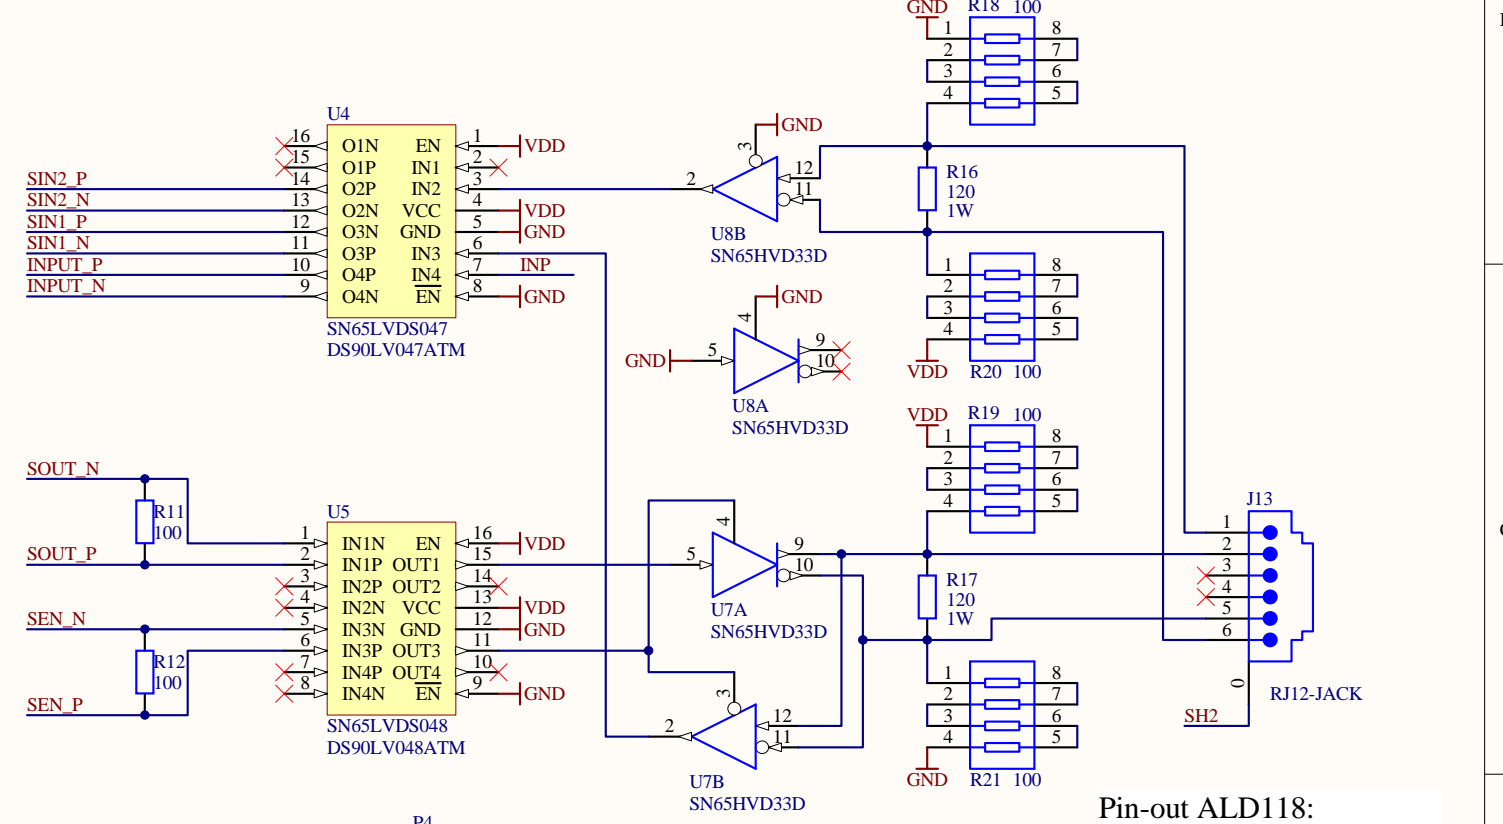 GND R18 100
1 8
2 7
3 6
4 5
U4
16 O1N EN 1 VDD
15 O1P IN1 2
SIN2_P 14 O2P IN2 3
SIN2_N 13 O2N VCC 4 VDD
SIN1_P 12 O3N GND 5 GND
SIN1_N 11 O3P IN3 6
INPUT_P 10 O4P IN4 7 INP
INPUT_N 9 O4N EN 8 GND
SN65LVDS047
DS90LV047ATM
GND
3
2 12
11
U8B
SN65HVD33D
R16
120
1W
1 8
2 7
3 6
4 5
VDD R20 100
GND
4
GND 5 9
10
U8A
SN65HVD33D
VDD R19 100
1 8
2 7
3 6
4 5
SOUT_N
R11
100
SOUT_P
SEN_N
R12
100
SEN_P
U5
1 IN1N EN 16 VDD
2 IN1P OUT1 15
3 IN2P OUT2 14
4 IN2N VCC 13 VDD
5 IN3N GND 12 GND
6 IN3P OUT3 11
7 IN4P OUT4 10
8 IN4N EN 9 GND
SN65LVDS048
DS90LV048ATM
4
5 9
10
U7A
SN65HVD33D
R17
120
1W
3
2 12
11
U7B
SN65HVD33D
1 8
2 7
3 6
4 5
GND R21 100
J13
1
2
3
4
5
6
0
RJ12-JACK
SH2
P4
Pin-out ALD118: